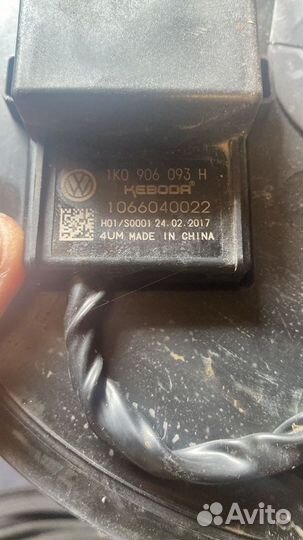 1K0 906 093 H
KEBODA
1066040022
H01/S0001 24.02.2017
4UM MADE IN CHINA
Avito